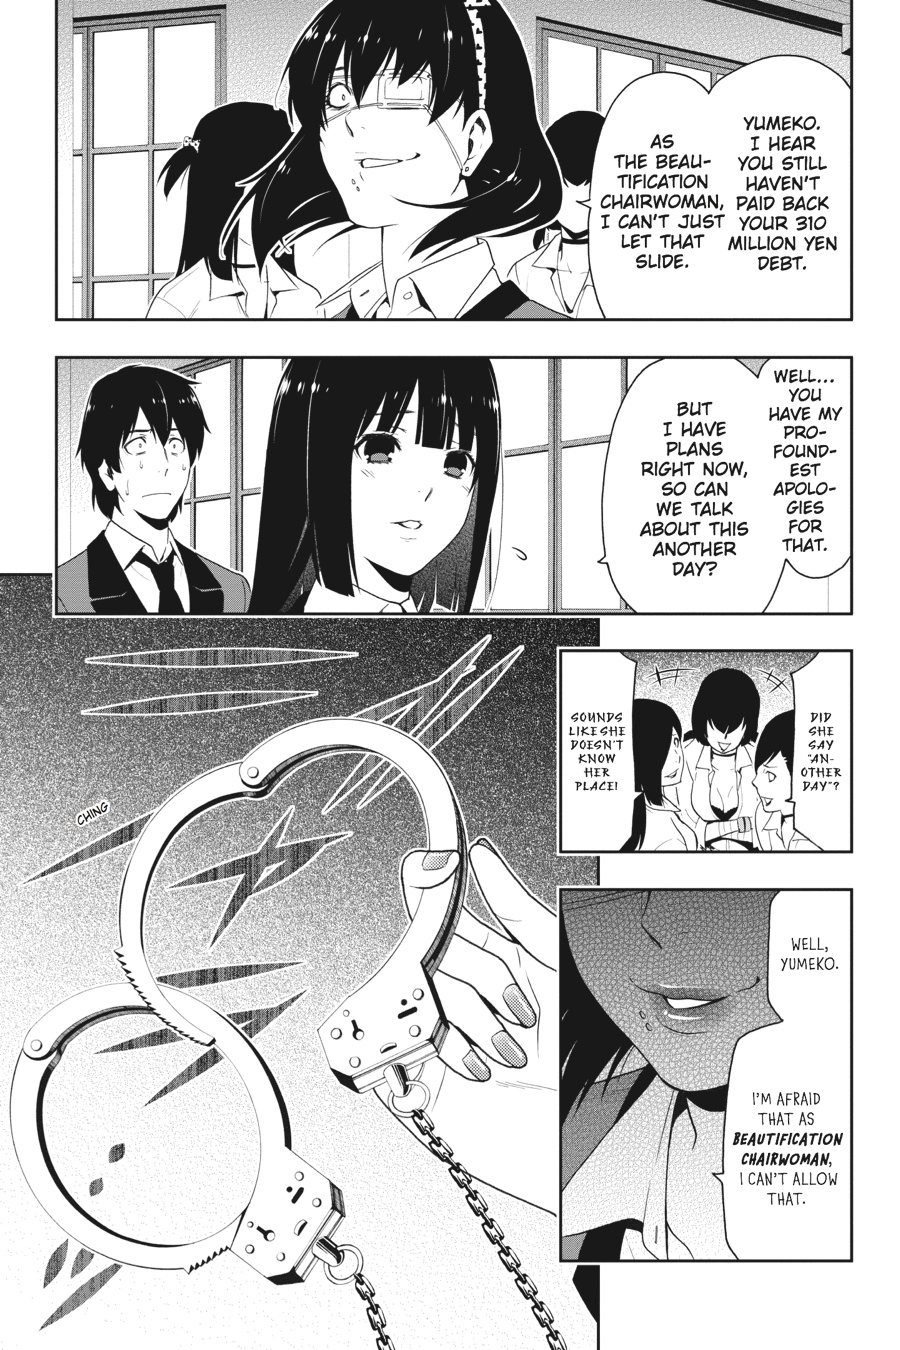 YUMEKO.
I HEAR
YOU STILL
HAVEN'T
PAID BACK
YOUR 310
MILLION YEN
DEBT.
AS
THE BEAU-
TIFICATION
CHAIRWOMAN,
I CAN'T JUST
LET THAT
SLIDE.
WELL...
YOU
HAVE MY
PRO-
FOUND-
EST
APOLO-
GIES
FOR
THAT.
BUT
I HAVE
PLANS
RIGHT NOW,
SO CAN
WE TALK
ABOUT THIS
ANOTHER
DAY?
DID
SHE
SAY
"AN-
OTHER
DAY"?
SOUNDS
LIKE SHE
DOESN'T
KNOW
HER
PLACE!
WELL,
YUMEKO.
I'M AFRAID
THAT AS
BEAUTIFICATION
CHAIRWOMAN,
I CAN'T ALLOW
THAT.
CHING